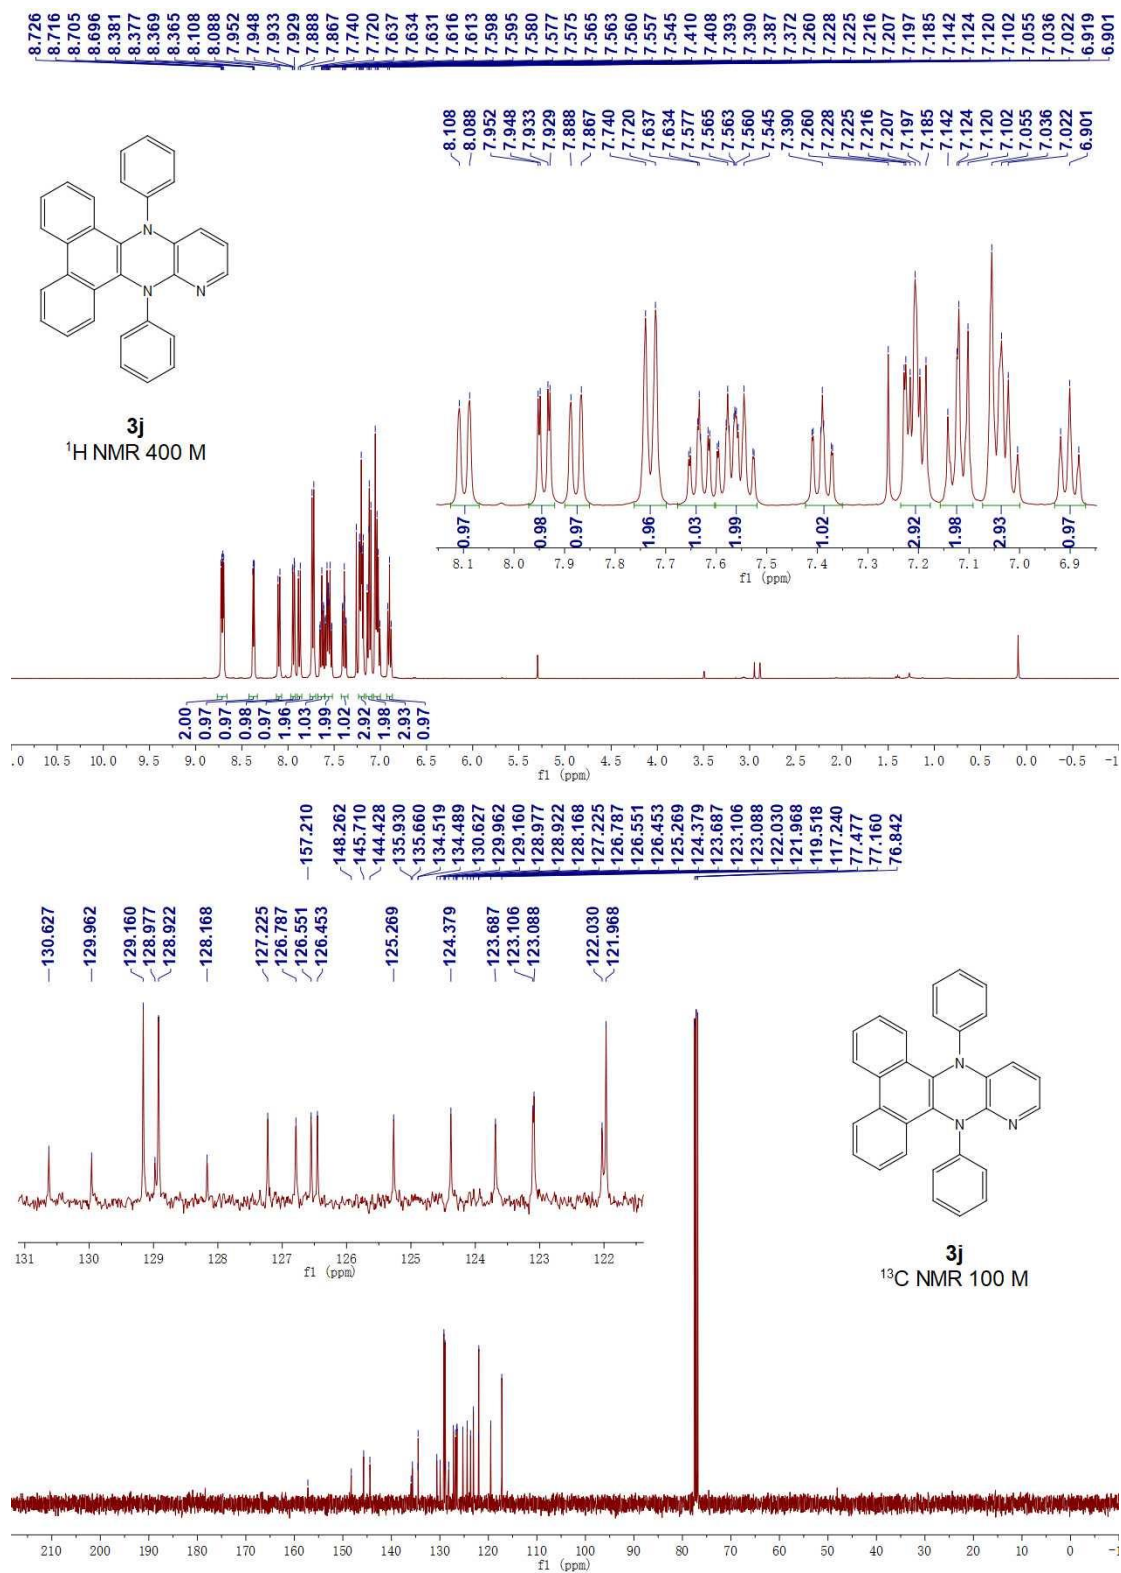 8.726 8.716 8.705 8.696 8.381 8.377 8.369 8.365 8.108 8.088 7.952 7.948 7.933 7.929 7.888 7.867 7.740 7.720 7.637 7.634 7.631 7.616 7.613 7.598 7.595 7.580 7.577 7.575 7.565 7.563 7.560 7.557 7.545 7.410 7.408 7.393 7.390 7.387 7.372 7.260 7.228 7.225 7.216 7.207 7.197 7.185 7.142 7.124 7.120 7.102 7.055 7.036 7.022 6.919 6.901
8.108 8.088 7.952 7.948 7.933 7.929 7.888 7.867 7.740 7.720 7.637 7.634 7.577 7.565 7.563 7.560 7.545 7.390 7.260 7.228 7.225 7.216 7.207 7.197 7.185 7.142 7.124 7.120 7.102 7.055 7.036 7.022 6.901
N
N
N
3j
¹H NMR 400 M
0.97 0.98 0.97 1.96 1.03 1.99 1.02 2.92 1.98 2.93 0.97
8.1 8.0 7.9 7.8 7.7 7.6 7.5 7.4 7.3 7.2 7.1 7.0 6.9
f1 (ppm)
2.00 0.97 0.97 0.98 0.97 1.96 1.03 1.99 1.02 2.92 1.98 2.93 0.97
.0 10.5 10.0 9.5 9.0 8.5 8.0 7.5 7.0 6.5 6.0 5.5 5.0 4.5 4.0 3.5 3.0 2.5 2.0 1.5 1.0 0.5 0.0 -0.5 -1
f1 (ppm)
157.210 148.262 145.710 144.428 135.930 135.660 134.519 134.489 130.627 129.962 129.160 128.977 128.922 128.168 127.225 126.787 126.551 126.453 125.269 124.379 123.687 123.106 123.088 122.030 121.968 119.518 117.240 77.477 77.160 76.842
130.627 129.962 129.160 128.977 128.922 128.168 127.225 126.787 126.551 126.453 125.269 124.379 123.687 123.106 123.088 122.030 121.968
131 130 129 128 127 126 125 124 123 122
f1 (ppm)
N
N
N
3j
¹³C NMR 100 M
210 200 190 180 170 160 150 140 130 120 110 100 90 80 70 60 50 40 30 20 10 0 -1
f1 (ppm)